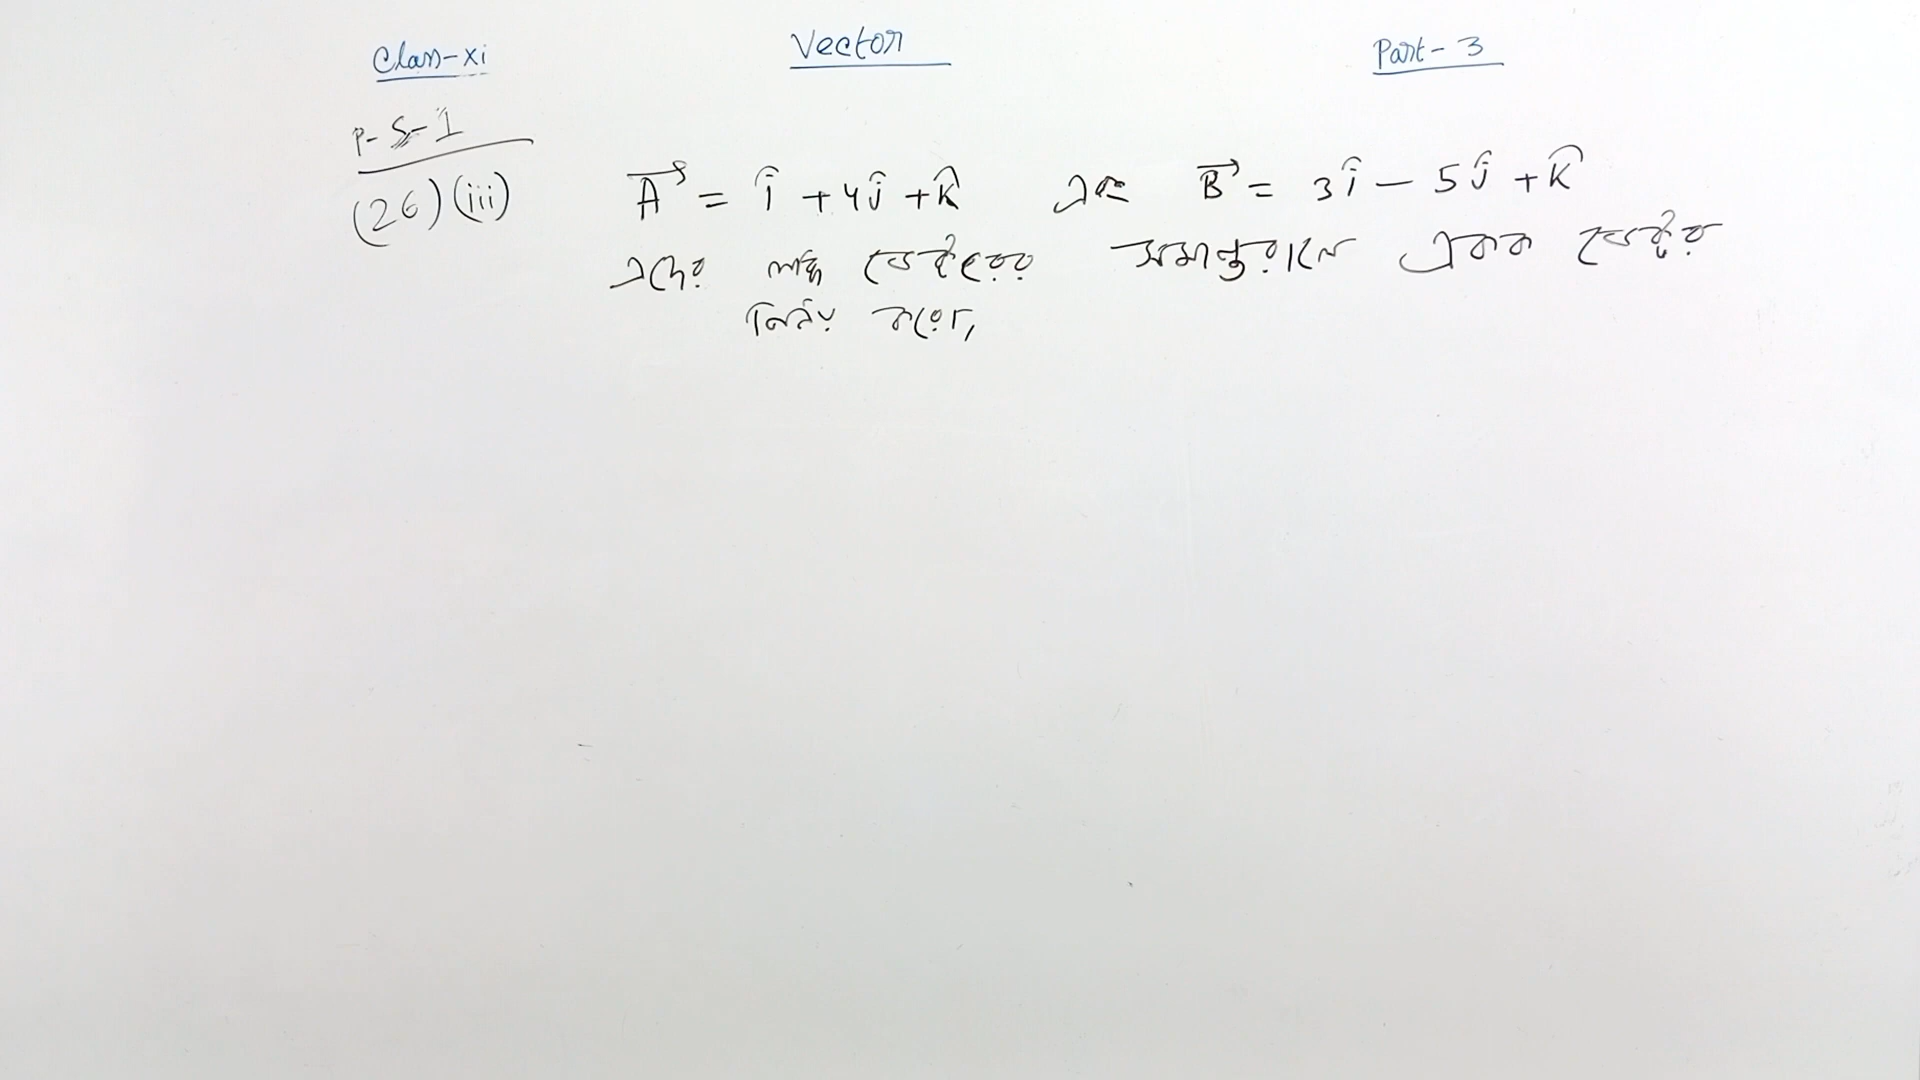 Class-xi Vector Part-3
P-S-1
(26)(iii) A⃗ = î + 4ĵ + k̂ এবং B⃗ = 3î − 5ĵ + k̂
এদের লব্ধি ভেক্টরের সমান্তরালে একক ভেক্টর
নির্ণয় করো,